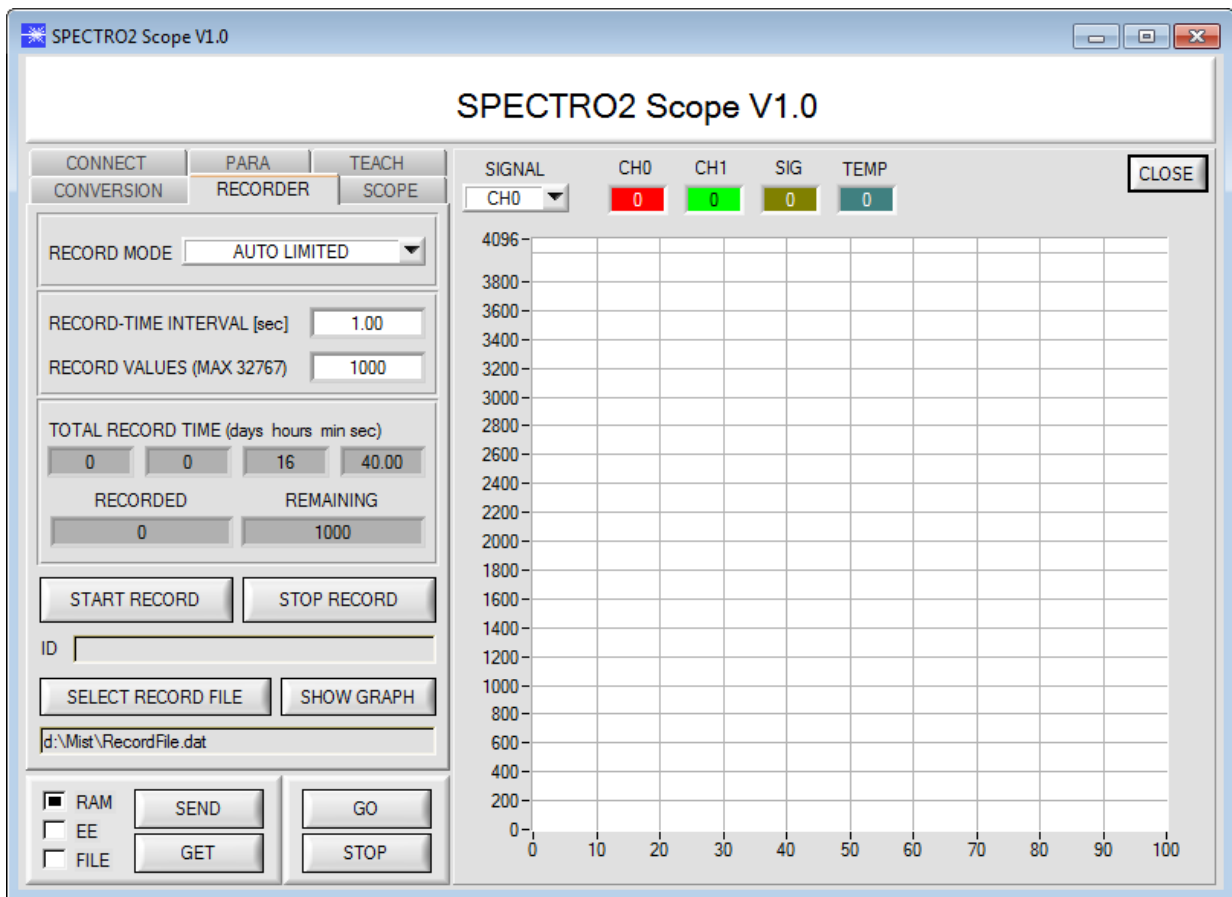 SPECTRO2 Scope V1.0
SPECTRO2 Scope V1.0
CONNECT PARA TEACH
CONVERSION RECORDER SCOPE
RECORD MODE AUTO LIMITED
RECORD-TIME INTERVAL [sec] 1.00
RECORD VALUES (MAX 32767) 1000
TOTAL RECORD TIME (days hours min sec)
0 0 16 40.00
RECORDED REMAINING
0 1000
START RECORD STOP RECORD
ID
SELECT RECORD FILE SHOW GRAPH
d:\Mist\RecordFile.dat
RAM
EE
FILE
SEND
GET
GO
STOP
SIGNAL CH0 CH1 SIG TEMP
CH0 0 0 0 0
CLOSE
4096
3800
3600
3400
3200
3000
2800
2600
2400
2200
2000
1800
1600
1400
1200
1000
800
600
400
200
0
0 10 20 30 40 50 60 70 80 90 100